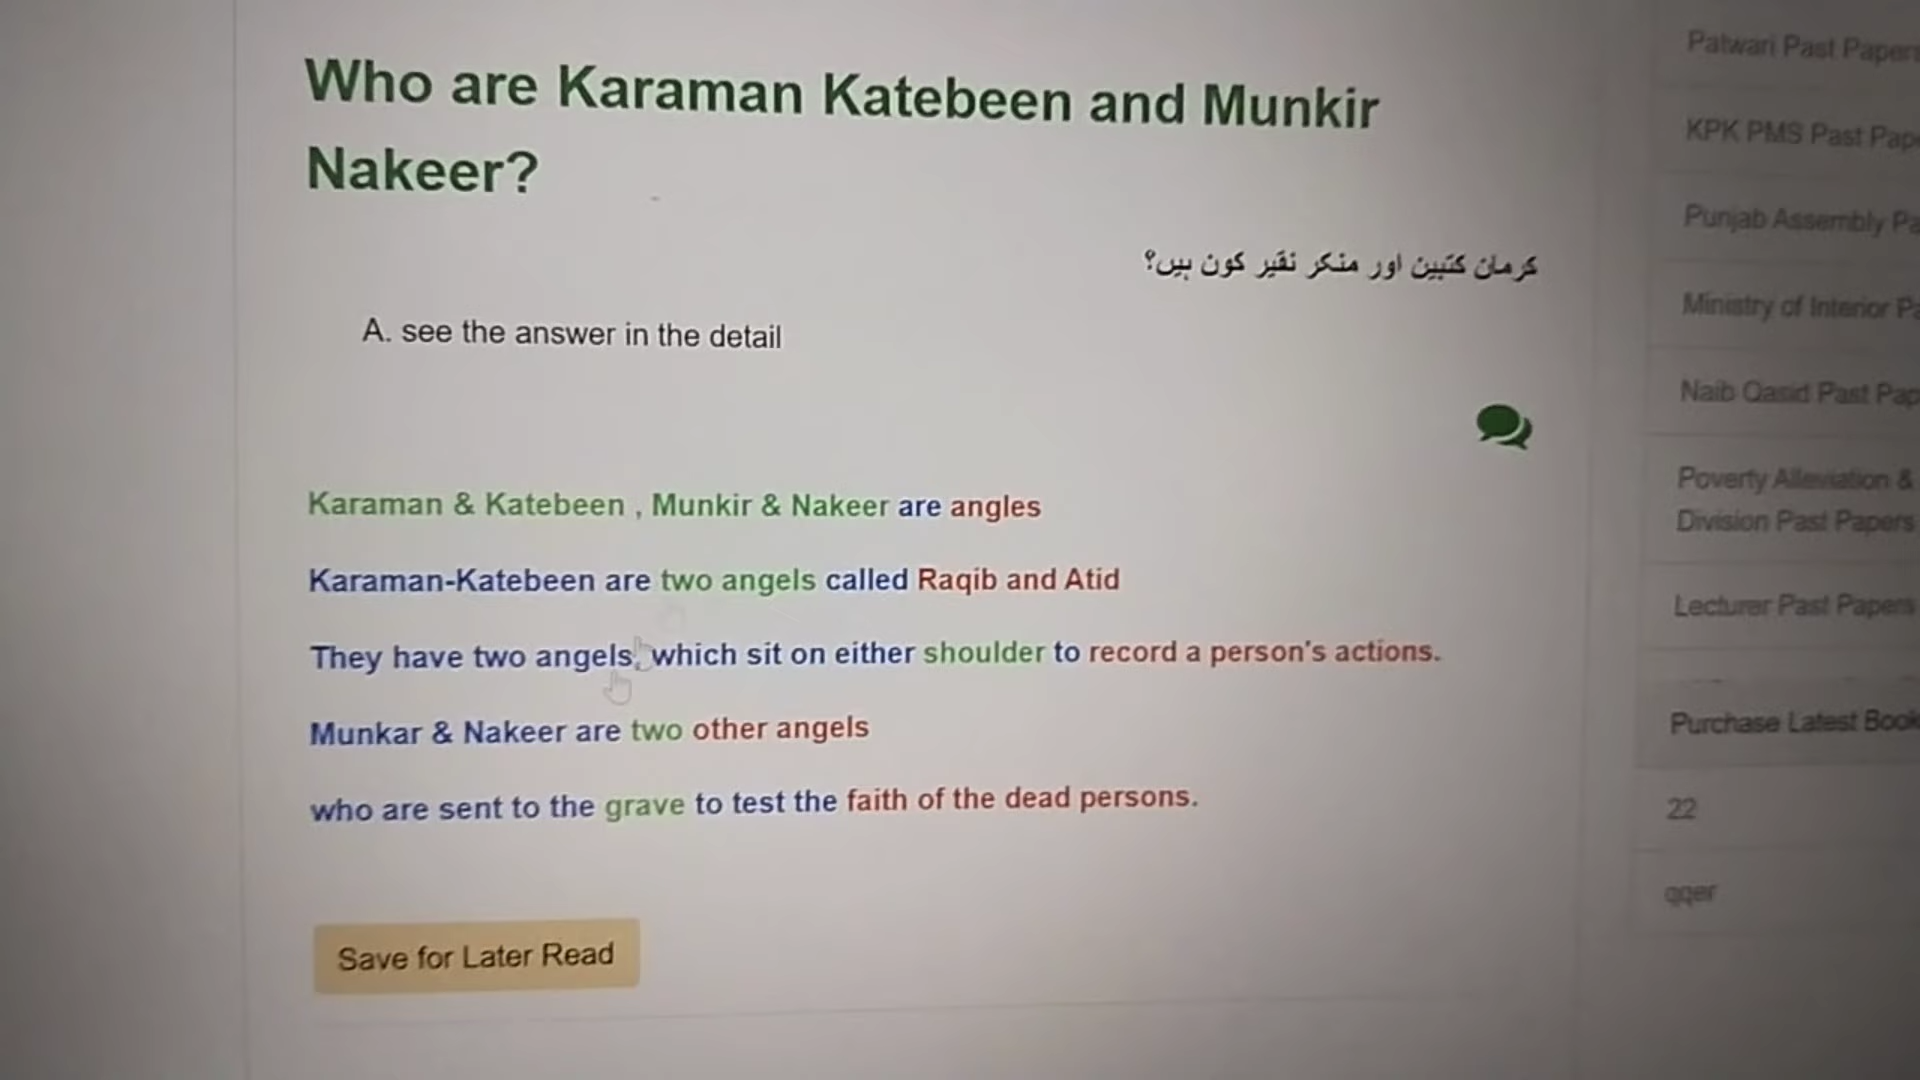 Who are Karaman Katebeen and Munkir
Nakeer?
کرمان کتبین اور منکر نقیر کون ہیں؟
A. see the answer in the detail
Karaman & Katebeen , Munkir & Nakeer are angles
Karaman-Katebeen are two angels called Raqib and Atid
They have two angels, which sit on either shoulder to record a person's actions.
Munkar & Nakeer are two other angels
who are sent to the grave to test the faith of the dead persons.
Save for Later Read
Patwari Past Papers
KPK PMS Past
Punjab Assembly
Ministry of Interior
Naib Qasid Past
Poverty Alleviation &
Division Past Papers
Lecturer Past Papers
Purchase Latest
22
qqer